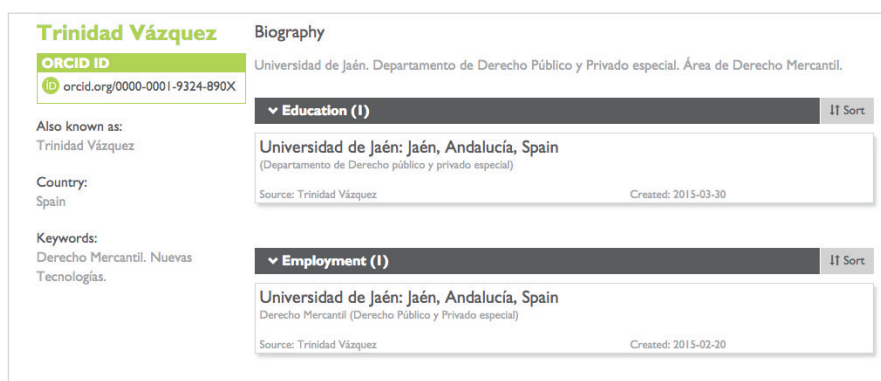 Trinidad Vázquez
ORCID ID
iD orcid.org/0000-0001-9324-890X
Also known as:
Trinidad Vázquez
Country:
Spain
Keywords:
Derecho Mercantil. Nuevas
Tecnologías.
Biography
Universidad de Jaén. Departamento de Derecho Público y Privado especial. Área de Derecho Mercantil.
Education (1) Sort
Universidad de Jaén: Jaén, Andalucía, Spain
(Departamento de Derecho público y privado especial)
Source: Trinidad Vázquez Created: 2015-03-30
Employment (1) Sort
Universidad de Jaén: Jaén, Andalucía, Spain
Derecho Mercantil (Derecho Público y Privado especial)
Source: Trinidad Vázquez Created: 2015-02-20